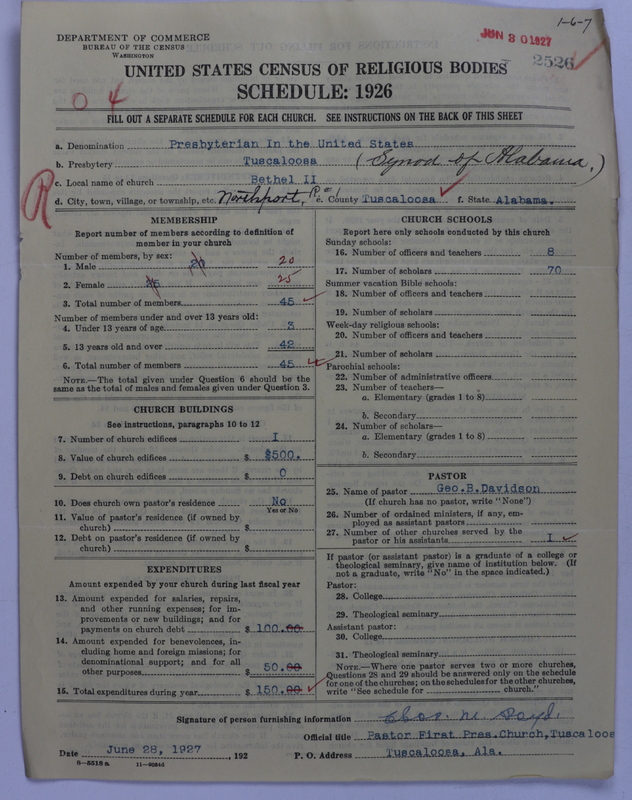 1-6-7
DEPARTMENT OF COMMERCE
BUREAU OF THE CENSUS
WASHINGTON
JUN 30 1927
2526
UNITED STATES CENSUS OF RELIGIOUS BODIES
SCHEDULE: 1926
0 4
FILL OUT A SEPARATE SCHEDULE FOR EACH CHURCH. SEE INSTRUCTIONS ON THE BACK OF THIS SHEET
a. Denomination Presbyterian In the United States
b. Presbytery Tuscaloosa (Synod of Alabama.)
c. Local name of church Bethel II
R
d. City, town, village, or township, etc. Northport, e. County Tuscaloosa f. State Alabama.
MEMBERSHIP
Report number of members according to definition of
member in your church
Number of members, by sex:
1. Male 20 20
2. Female 25 25
3. Total number of members 45
Number of members under and over 13 years old:
4. Under 13 years of age 3
5. 13 years old and over 42
6. Total number of members 45
NOTE.—The total given under Question 6 should be the
same as the total of males and females given under Question 3.
CHURCH BUILDINGS
See instructions, paragraphs 10 to 12
7. Number of church edifices I
8. Value of church edifices $ $500.
9. Debt on church edifices $ 0
10. Does church own pastor's residence No
Yes or No
11. Value of pastor's residence (if owned by
church) $
12. Debt on pastor's residence (if owned by
church) $
EXPENDITURES
Amount expended by your church during last fiscal year
13. Amount expended for salaries, repairs,
and other running expenses; for im-
provements or new buildings; and for
payments on church debt $ 100.00
14. Amount expended for benevolences, in-
cluding home and foreign missions; for
denominational support; and for all
other purposes $ 50.00
15. Total expenditures during year $ 150.00
CHURCH SCHOOLS
Report here only schools conducted by this church
Sunday schools:
16. Number of officers and teachers 8
17. Number of scholars 70
Summer vacation Bible schools:
18. Number of officers and teachers
19. Number of scholars
Week-day religious schools:
20. Number of officers and teachers
21. Number of scholars
Parochial schools:
22. Number of administrative officers
23. Number of teachers—
a. Elementary (grades 1 to 8)
b. Secondary
24. Number of scholars—
a. Elementary (grades 1 to 8)
b. Secondary
PASTOR
25. Name of pastor Geo.B.Davidson
(If church has no pastor, write "None")
26. Number of ordained ministers, if any, em-
ployed as assistant pastors
27. Number of other churches served by the
pastor or his assistants I
If pastor (or assistant pastor) is a graduate of a college or
theological seminary, give name of institution below. (If
not a graduate, write "No" in the space indicated.)
Pastor:
28. College
29. Theological seminary
Assistant pastor:
30. College
31. Theological seminary
NOTE.—Where one pastor serves two or more churches,
Questions 28 and 29 should be answered only on the schedule
for one of the churches; on the schedules for the other churches,
write "See schedule for church."
Signature of person furnishing information Chas. M. Boyd.
Official title Pastor First Pres.Church,Tuscaloos
Date June 28, 1927, 192 P. O. Address Tuscaloosa, Ala.